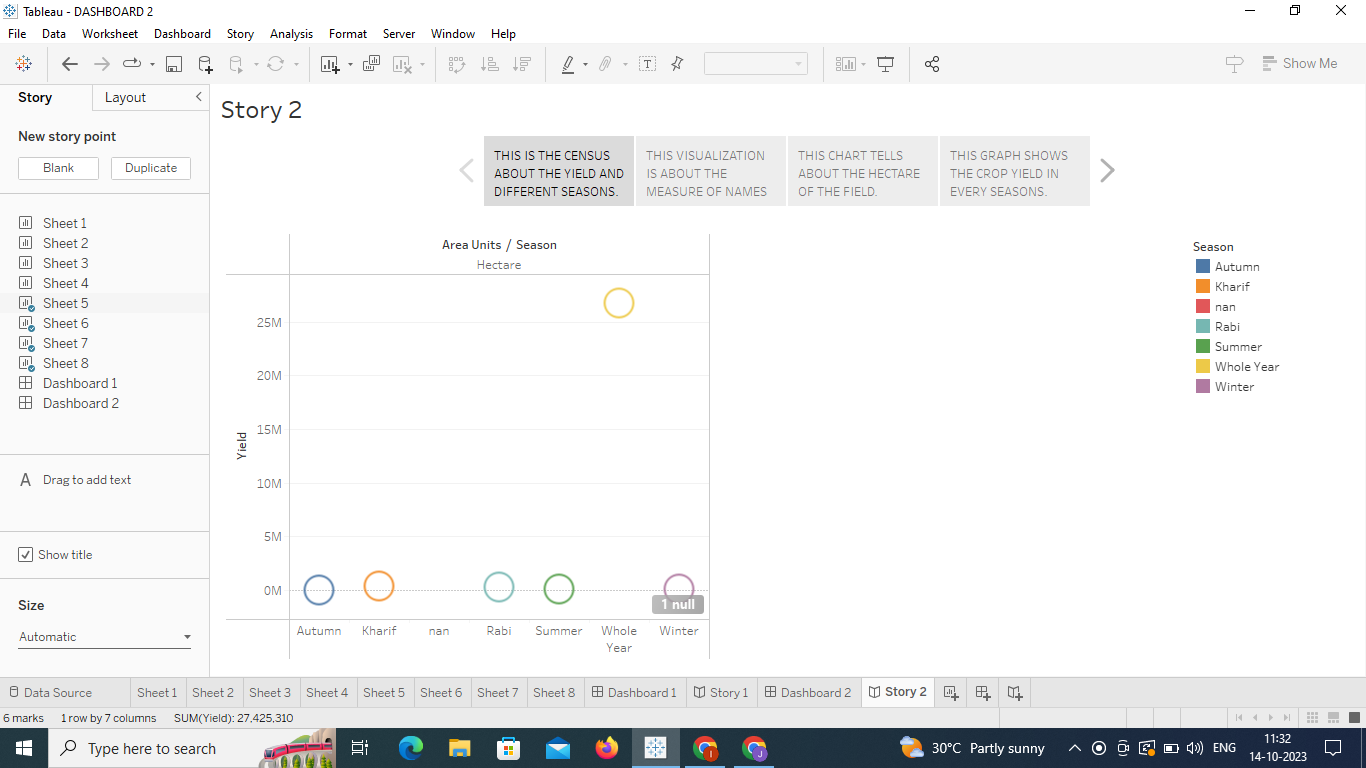 Tableau - DASHBOARD 2
File Data Worksheet Dashboard Story Analysis Format Server Window Help
Show Me
Story Layout
New story point
Blank Duplicate
Sheet 1
Sheet 2
Sheet 3
Sheet 4
Sheet 5
Sheet 6
Sheet 7
Sheet 8
Dashboard 1
Dashboard 2
A Drag to add text
Show title
Size
Automatic
Story 2
THIS IS THE CENSUS
ABOUT THE YIELD AND
DIFFERENT SEASONS.
THIS VISUALIZATION
IS ABOUT THE
MEASURE OF NAMES
THIS CHART TELLS
ABOUT THE HECTARE
OF THE FIELD.
THIS GRAPH SHOWS
THE CROP YIELD IN
EVERY SEASONS.
Area Units / Season
Hectare
Yield
25M
20M
15M
10M
5M
0M
1 null
Autumn Kharif nan Rabi Summer Whole Year Winter
Season
Autumn
Kharif
nan
Rabi
Summer
Whole Year
Winter
Data Source Sheet 1 Sheet 2 Sheet 3 Sheet 4 Sheet 5 Sheet 6 Sheet 7 Sheet 8 Dashboard 1 Story 1 Dashboard 2 Story 2
6 marks 1 row by 7 columns SUM(Yield): 27,425,310
Type here to search
30°C Partly sunny
ENG
11:32
14-10-2023